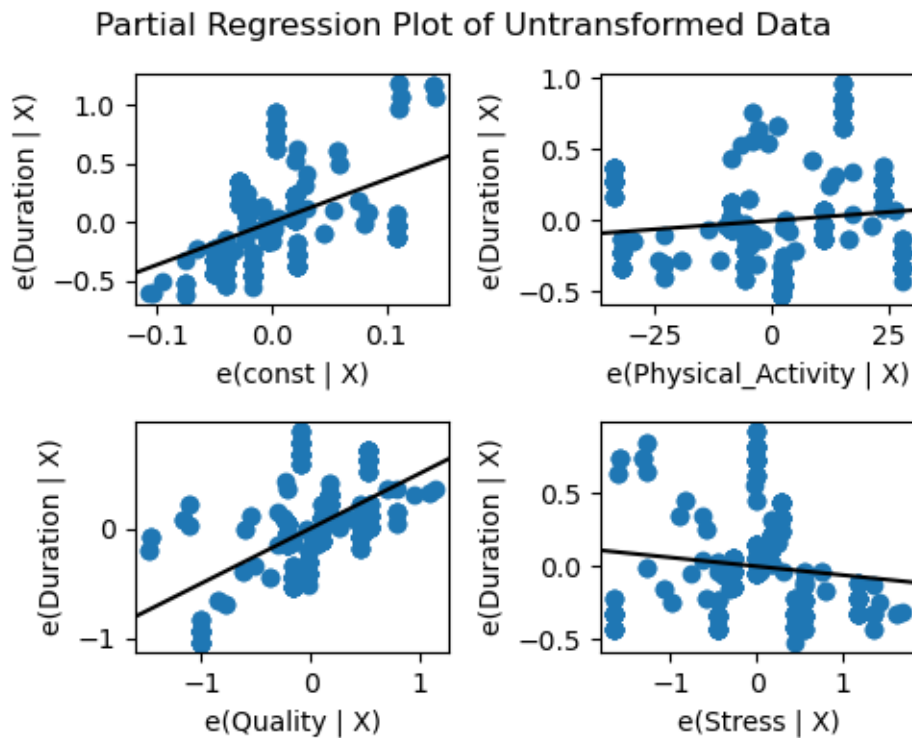 Partial Regression Plot of Untransformed Data
e(Duration | X)
1.0
0.5
0.0
−0.5
−0.1
0.0
0.1
e(const | X)
e(Duration | X)
1.0
0.5
0.0
−0.5
−25
0
25
e(Physical_Activity | X)
e(Duration | X)
0
−1
−1
0
1
e(Quality | X)
e(Duration | X)
0.5
0.0
−0.5
−1
0
1
e(Stress | X)